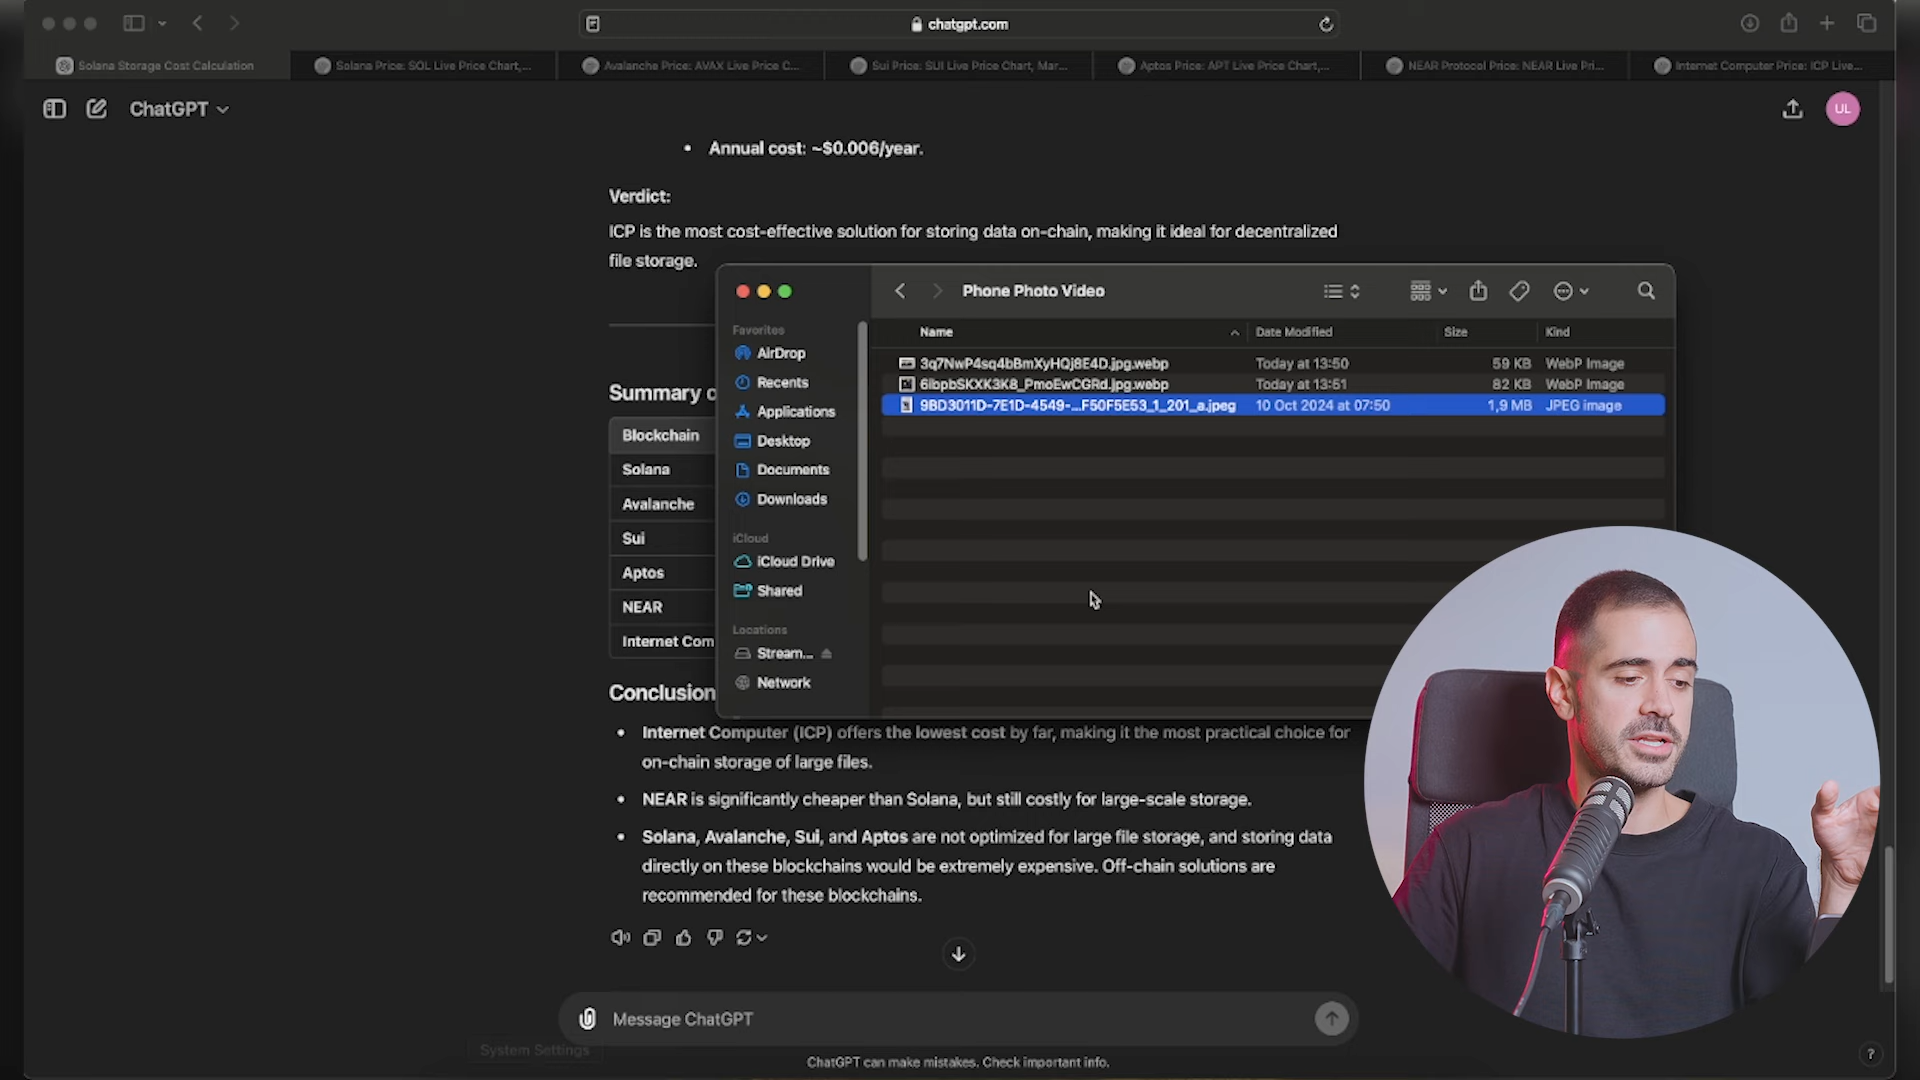 chatgpt.com
Solana Storage Cost Calculation
Solana Price: SOL Live Price Chart,...
Avalanche Price: AVAX Live Price C...
Sui Price: SUI Live Price Chart, Mar...
Aptos Price: APT Live Price Chart,...
NEAR Protocol Price: NEAR Live Pri...
Internet Computer Price: ICP Live...
ChatGPT
UL
• Annual cost: ~$0.006/year.
Verdict:
ICP is the most cost-effective solution for storing data on-chain, making it ideal for decentralized
file storage.
Phone Photo Video
Favorites
AirDrop
Recents
Applications
Desktop
Documents
Downloads
iCloud
iCloud Drive
Shared
Locations
Stream...
Network
Name Date Modified Size Kind
3q7NwP4sq4bBmXyHQj8E4D.jpg.webp Today at 13:50 59 KB WebP Image
6ibpbSKXK3K8_PmoEwCGRd.jpg.webp Today at 13:51 82 KB WebP Image
9BD3011D-7E1D-4549-...F50F5E53_1_201_a.jpeg 10 Oct 2024 at 07:50 1,9 MB JPEG image
Summary o
Blockchain
Solana
Avalanche
Sui
Aptos
NEAR
Internet Com
Conclusion
• Internet Computer (ICP) offers the lowest cost by far, making it the most practical choice for
on-chain storage of large files.
• NEAR is significantly cheaper than Solana, but still costly for large-scale storage.
• Solana, Avalanche, Sui, and Aptos are not optimized for large file storage, and storing data
directly on these blockchains would be extremely expensive. Off-chain solutions are
recommended for these blockchains.
Message ChatGPT
System Settings
ChatGPT can make mistakes. Check important info.
?